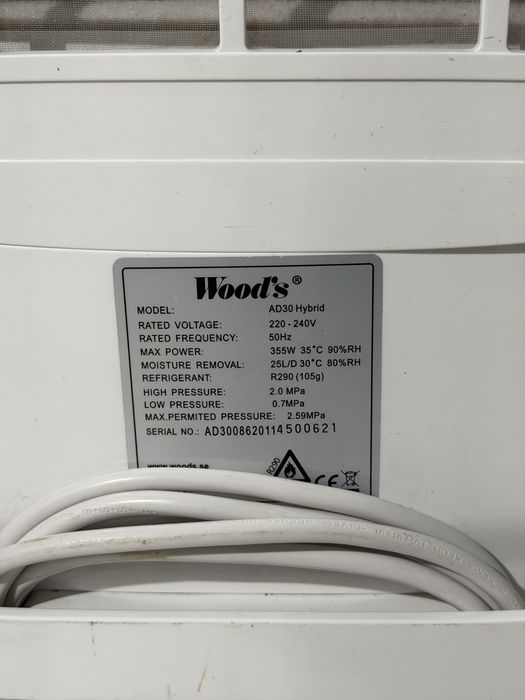 Wood's®
MODEL: AD30 Hybrid
RATED VOLTAGE: 220 - 240V
RATED FREQUENCY: 50Hz
MAX POWER: 355W 35°C 90%RH
MOISTURE REMOVAL: 25L/D 30°C 80%RH
REFRIGERANT: R290 (105g)
HIGH PRESSURE: 2.0 MPa
LOW PRESSURE: 0.7MPa
MAX.PERMITED PRESSURE: 2.59MPa
SERIAL NO.: AD3008620114500621
www.woods.se
R290
CE